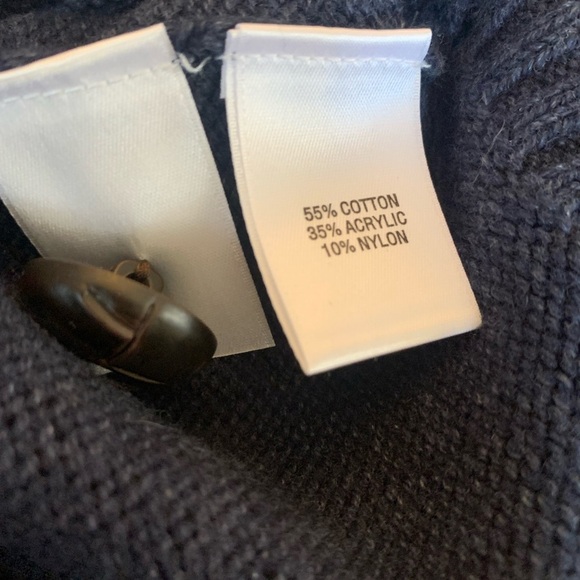 55% COTTON
35% ACRYLIC
10% NYLON